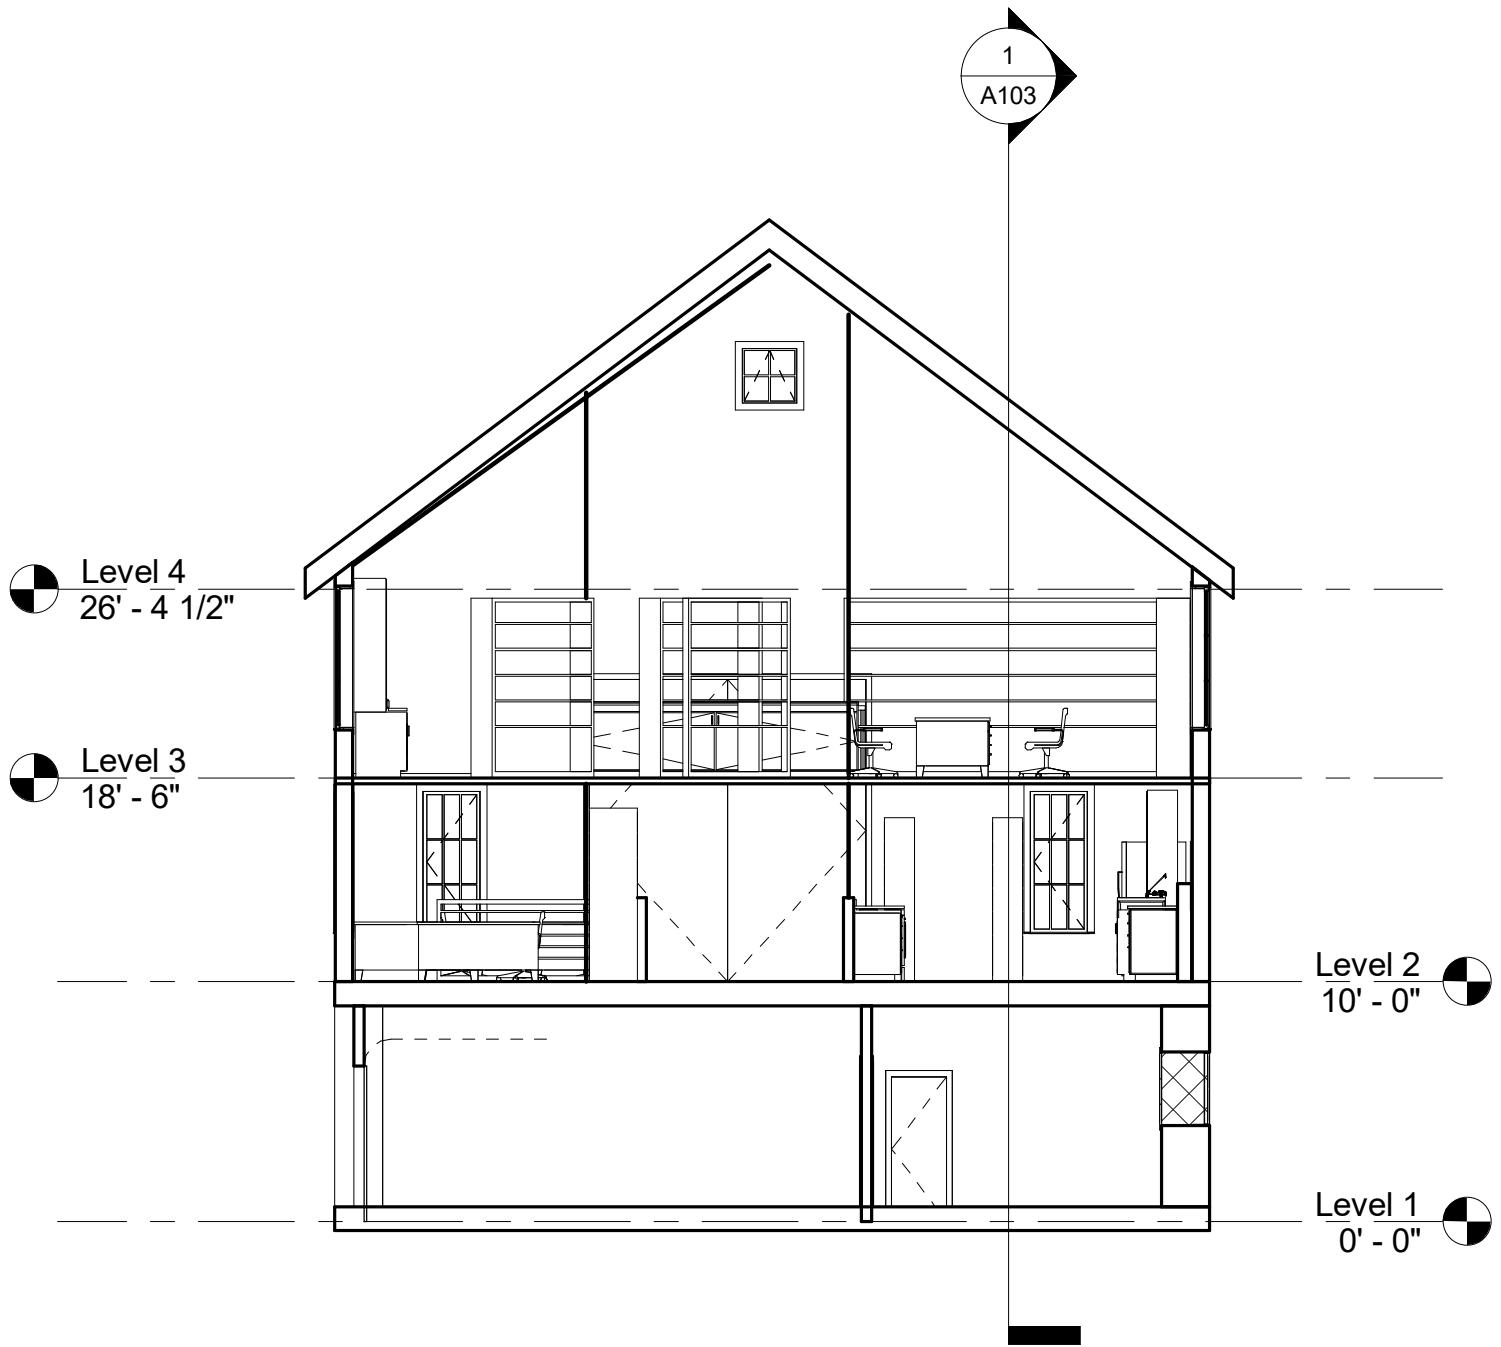 1
A103
Level 4
26' - 4 1/2"
Level 3
18' - 6"
Level 2
10' - 0"
Level 1
0' - 0"